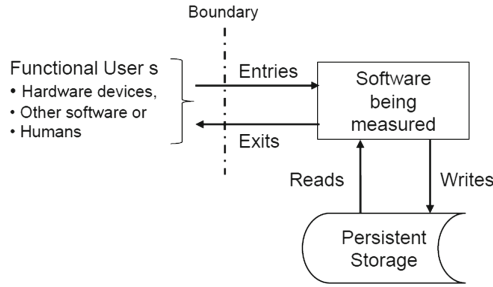 Boundary
Functional User s
• Hardware devices,
• Other software or
• Humans
Entries
Exits
Software
being
measured
Reads
Writes
Persistent
Storage